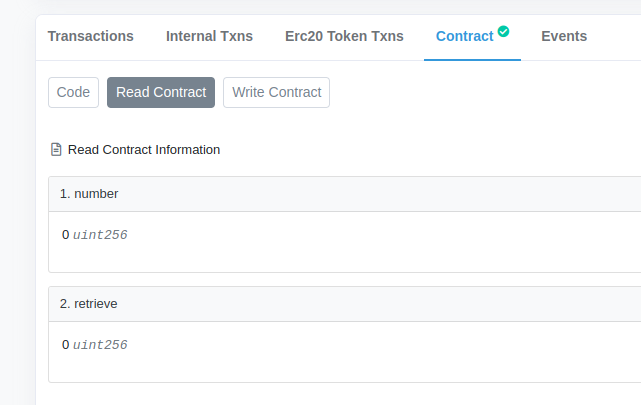 Transactions Internal Txns Erc20 Token Txns Contract Events
Code Read Contract Write Contract
Read Contract Information
1. number
0 uint256
2. retrieve
0 uint256